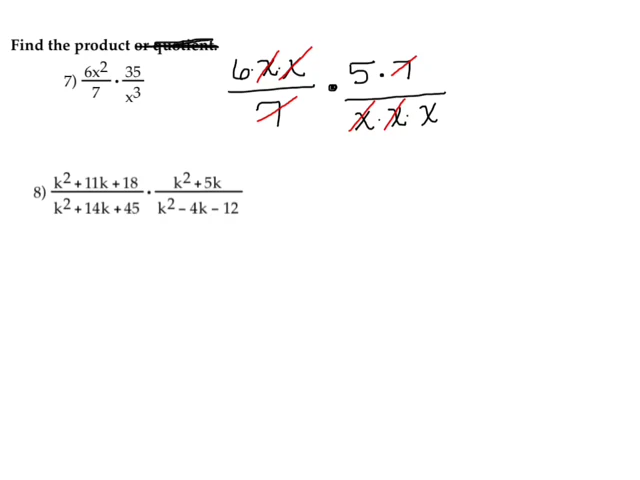 Find the product or quotient.
7) 6x²/7 · 35/x³ 6·x·x/7 · 5·7/x·x·x
8) k² + 11k + 18/k² + 14k + 45 · k² + 5k/k² – 4k – 12